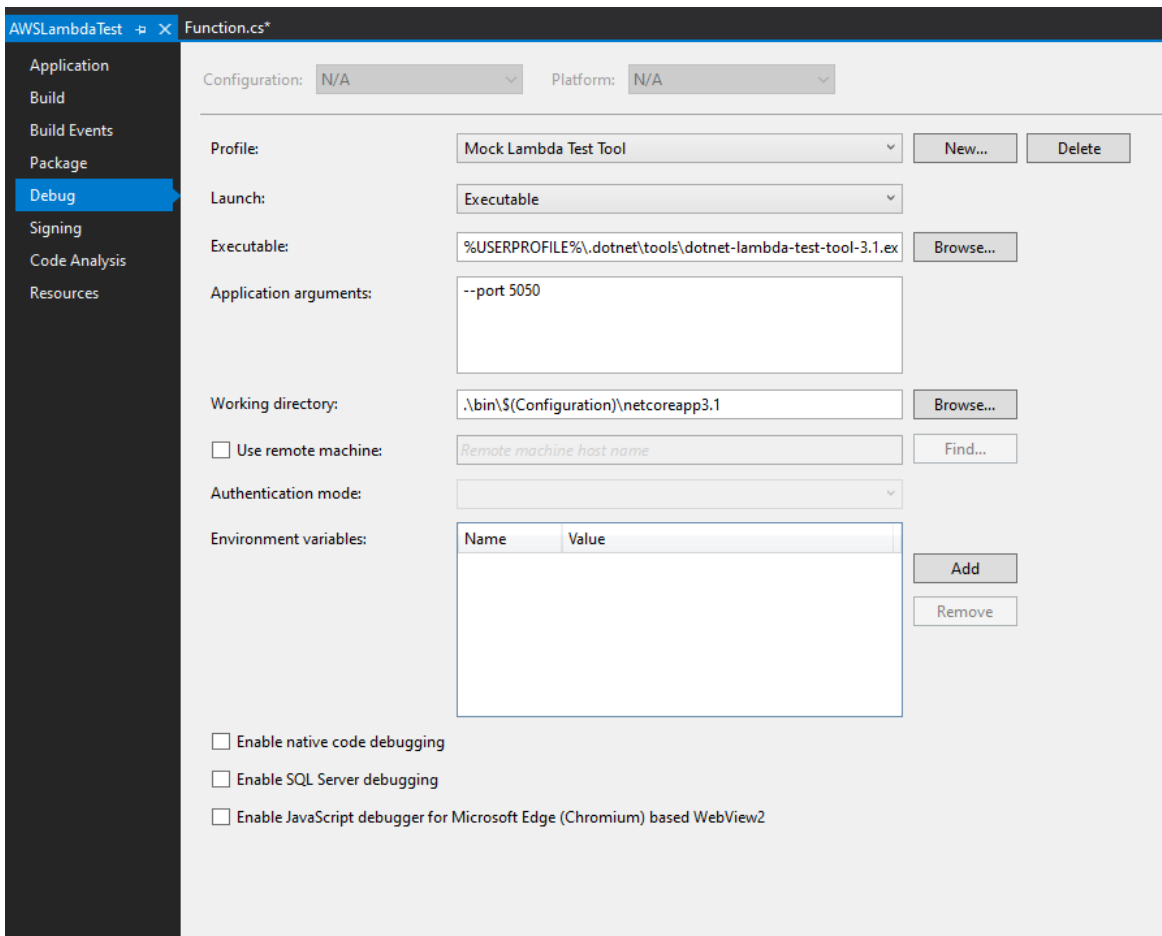 AWSLambdaTest Function.cs*
Application
Build
Build Events
Package
Debug
Signing
Code Analysis
Resources
Configuration: N/A Platform: N/A
Profile: Mock Lambda Test Tool New... Delete
Launch: Executable
Executable: %USERPROFILE%\.dotnet\tools\dotnet-lambda-test-tool-3.1.ex Browse...
Application arguments: --port 5050
Working directory: .\bin\$(Configuration)\netcoreapp3.1 Browse...
Use remote machine: Remote machine host name Find...
Authentication mode:
Environment variables: Name Value
Add
Remove
Enable native code debugging
Enable SQL Server debugging
Enable JavaScript debugger for Microsoft Edge (Chromium) based WebView2